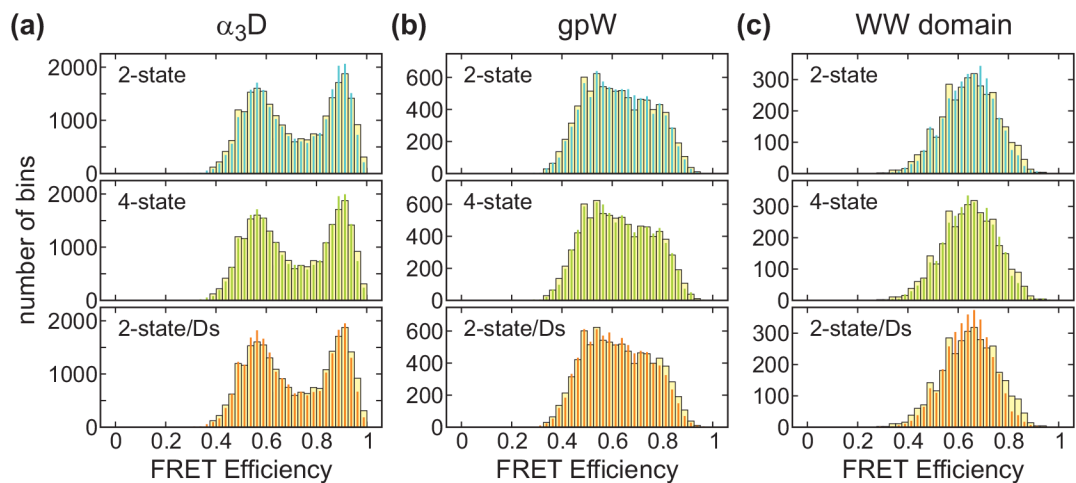 (a) α₃D (b) gpW (c) WW domain
2-state 2-state 2-state
2000 600 300
1000 400 200
200 100
0 0 0
4-state 4-state 4-state
2000 600 300
1000 400 200
200 100
0 0 0
2-state/Ds 2-state/Ds 2-state/Ds
2000 600 300
1000 400 200
200 100
0 0 0
number of bins
0 0.2 0.4 0.6 0.8 1 0 0.2 0.4 0.6 0.8 1 0 0.2 0.4 0.6 0.8 1
FRET Efficiency FRET Efficiency FRET Efficiency